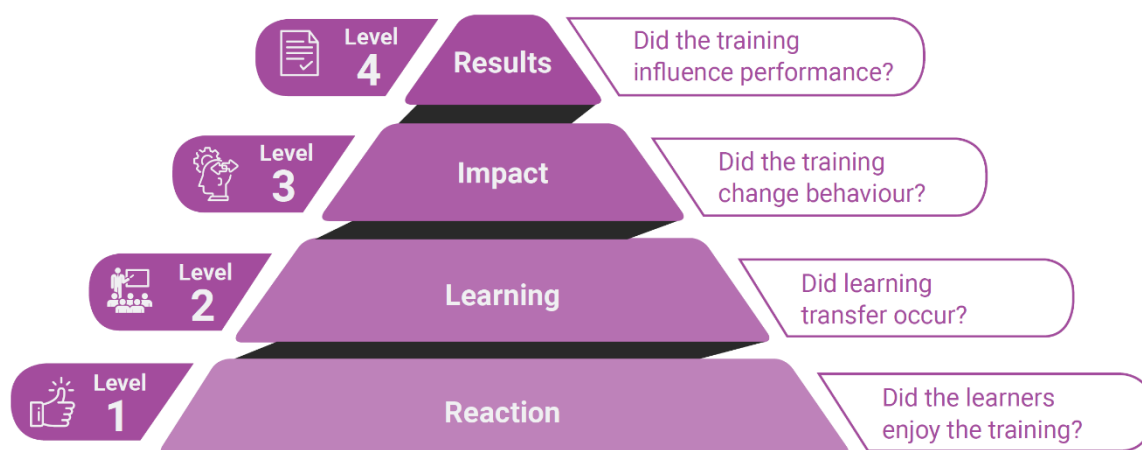 Level
4
Results
Did the training
influence performance?
Level
3
Impact
Did the training
change behaviour?
Level
2
Learning
Did learning
transfer occur?
Level
1
Reaction
Did the learners
enjoy the training?